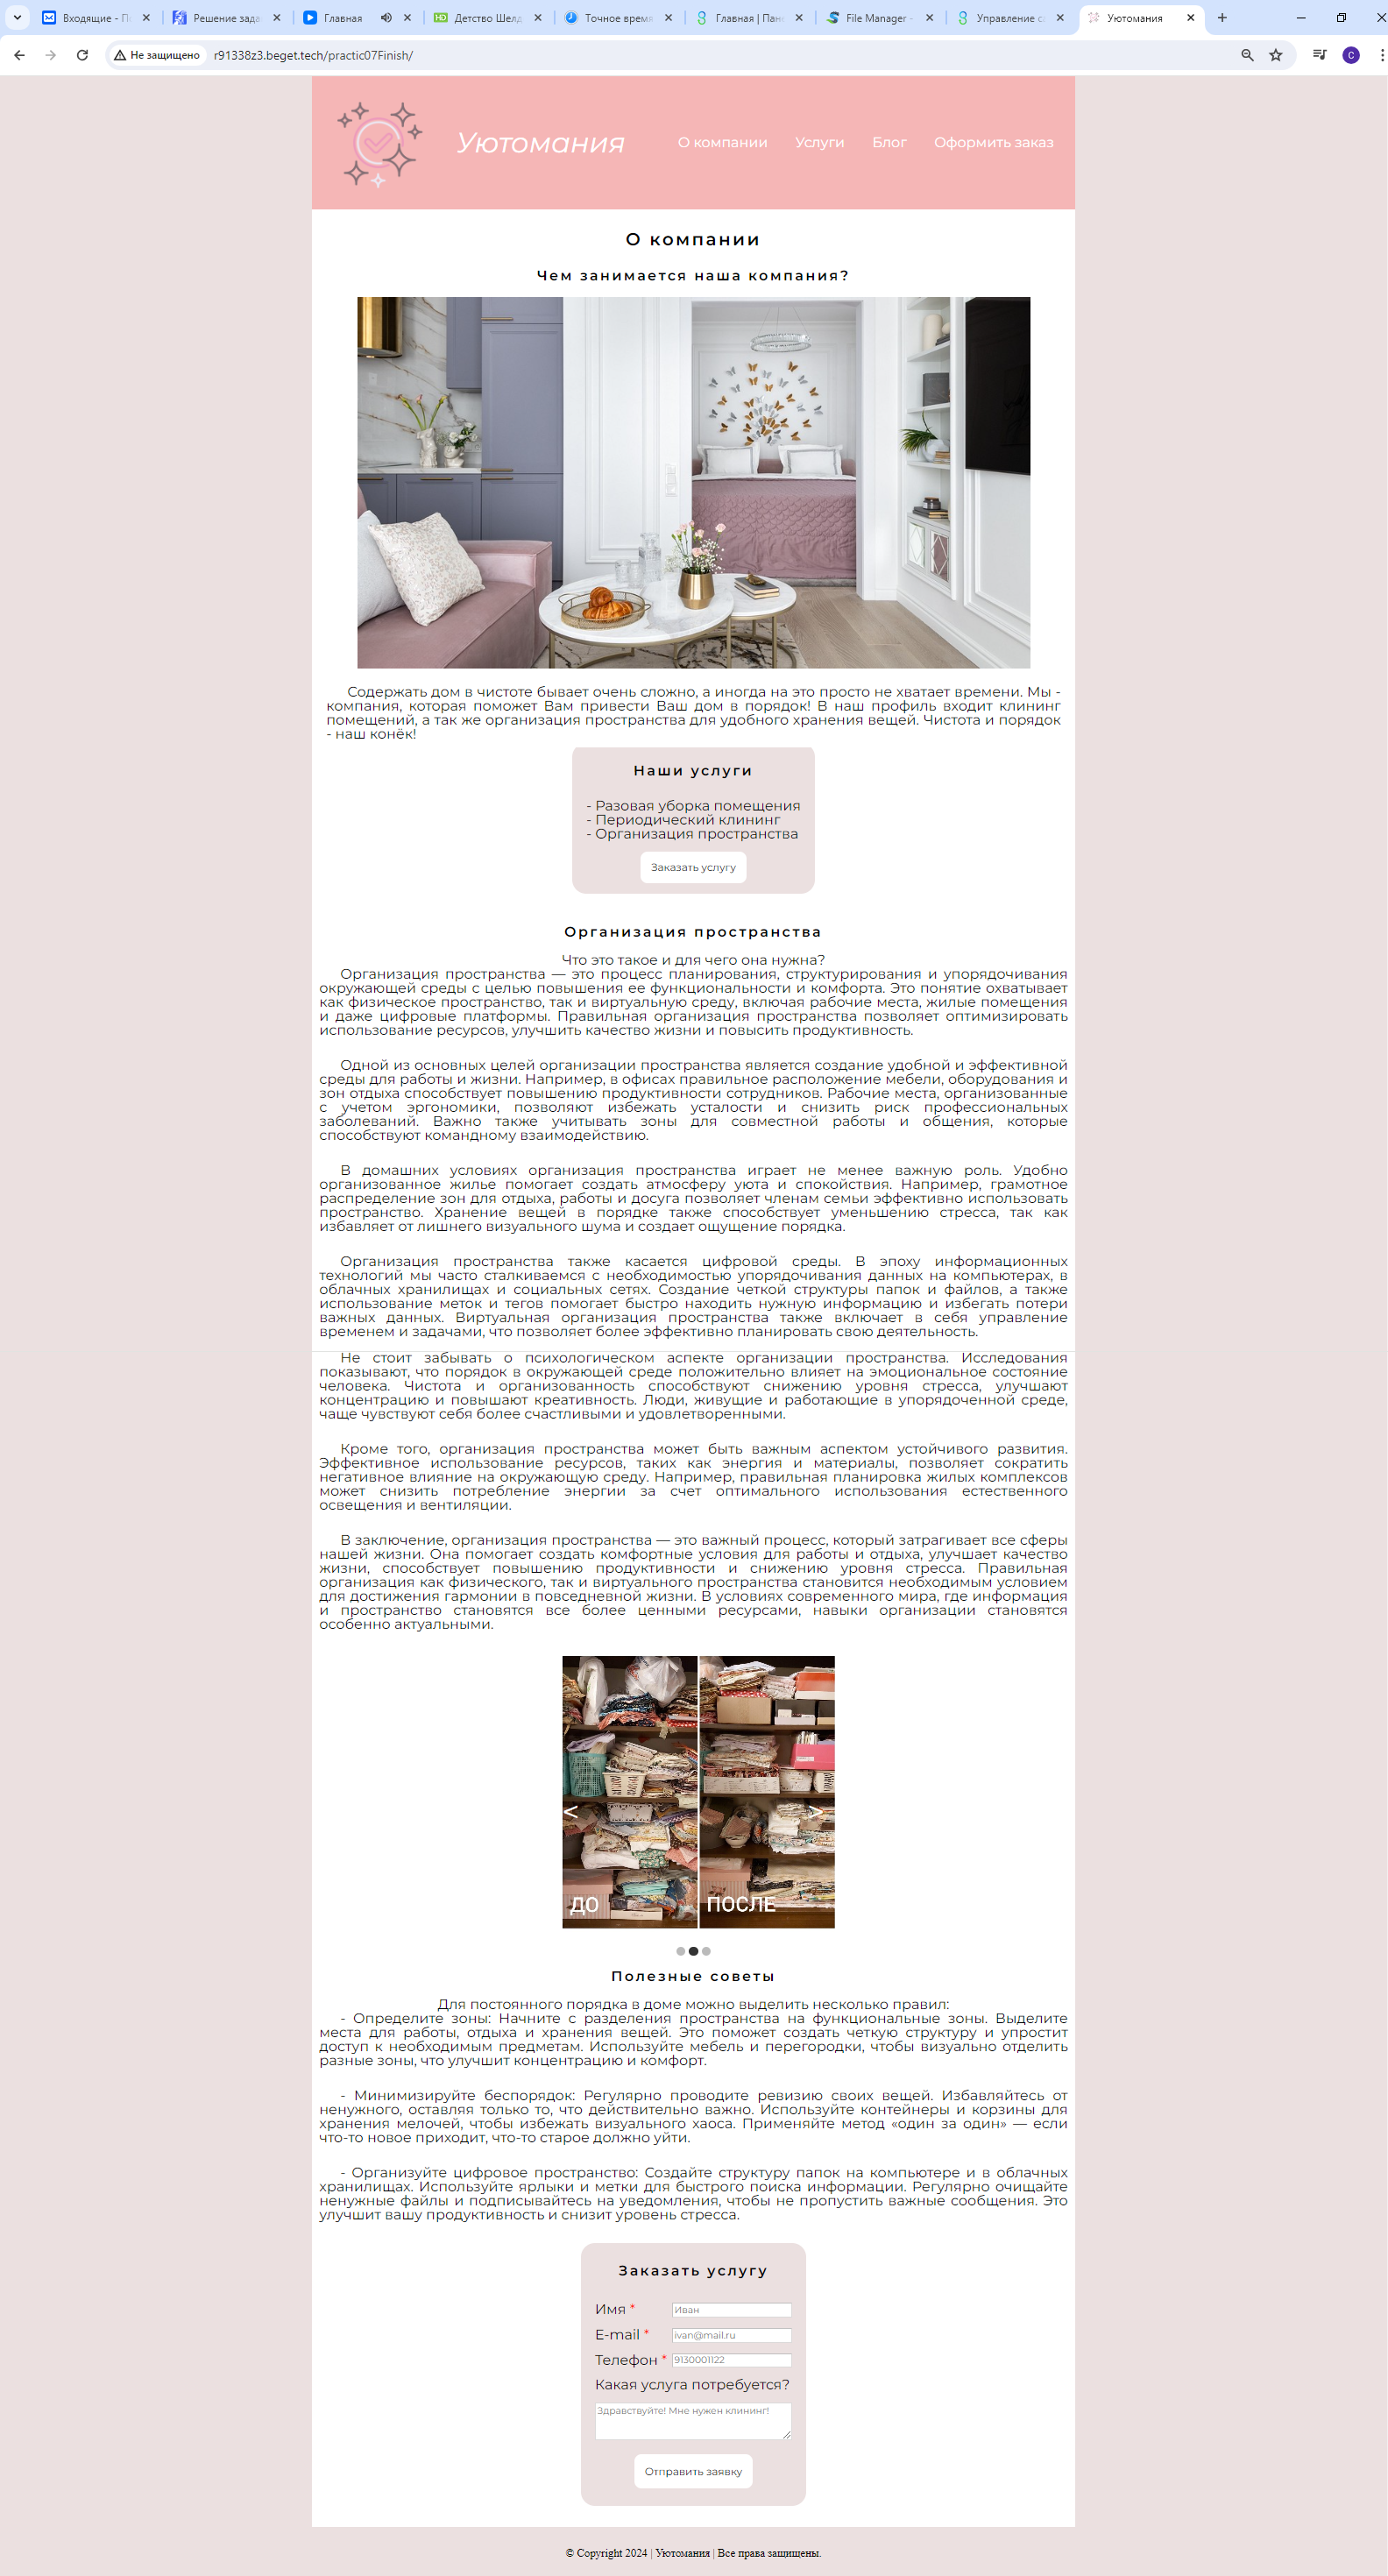 Входящие - П
Решение зада
Главная
Детство Шелд
Точное время
Главная | Пан
File Manager -
Управление са
Уютомания
Не защищено
r91338z3.beget.tech/practic07Finish/
C
Уютомания
О компании
Услуги
Блог
Оформить заказ
О компании
Чем занимается наша компания?
Содержать дом в чистоте бывает очень сложно, а иногда на это просто не хватает времени. Мы -
компания, которая поможет Вам привести Ваш дом в порядок! В наш профиль входит клининг
помещений, а так же организация пространства для удобного хранения вещей. Чистота и порядок
- наш конёк!
Наши услуги
- Разовая уборка помещения
- Периодический клининг
- Организация пространства
Заказать услугу
Организация пространства
Что это такое и для чего она нужна?
Организация пространства — это процесс планирования, структурирования и упорядочивания
окружающей среды с целью повышения ее функциональности и комфорта. Это понятие охватывает
как физическое пространство, так и виртуальную среду, включая рабочие места, жилые помещения
и даже цифровые платформы. Правильная организация пространства позволяет оптимизировать
использование ресурсов, улучшить качество жизни и повысить продуктивность.
Одной из основных целей организации пространства является создание удобной и эффективной
среды для работы и жизни. Например, в офисах правильное расположение мебели, оборудования и
зон отдыха способствует повышению продуктивности сотрудников. Рабочие места, организованные
с учетом эргономики, позволяют избежать усталости и снизить риск профессиональных
заболеваний. Важно также учитывать зоны для совместной работы и общения, которые
способствуют командному взаимодействию.
В домашних условиях организация пространства играет не менее важную роль. Удобно
организованное жилье помогает создать атмосферу уюта и спокойствия. Например, грамотное
распределение зон для отдыха, работы и досуга позволяет членам семьи эффективно использовать
пространство. Хранение вещей в порядке также способствует уменьшению стресса, так как
избавляет от лишнего визуального шума и создает ощущение порядка.
Организация пространства также касается цифровой среды. В эпоху информационных
технологий мы часто сталкиваемся с необходимостью упорядочивания данных на компьютерах, в
облачных хранилищах и социальных сетях. Создание четкой структуры папок и файлов, а также
использование меток и тегов помогает быстро находить нужную информацию и избегать потери
важных данных. Виртуальная организация пространства также включает в себя управление
временем и задачами, что позволяет более эффективно планировать свою деятельность.
Не стоит забывать о психологическом аспекте организации пространства. Исследования
показывают, что порядок в окружающей среде положительно влияет на эмоциональное состояние
человека. Чистота и организованность способствуют снижению уровня стресса, улучшают
концентрацию и повышают креативность. Люди, живущие и работающие в упорядоченной среде,
чаще чувствуют себя более счастливыми и удовлетворенными.
Кроме того, организация пространства может быть важным аспектом устойчивого развития.
Эффективное использование ресурсов, таких как энергия и материалы, позволяет сократить
негативное влияние на окружающую среду. Например, правильная планировка жилых комплексов
может снизить потребление энергии за счет оптимального использования естественного
освещения и вентиляции.
В заключение, организация пространства — это важный процесс, который затрагивает все сферы
нашей жизни. Она помогает создать комфортные условия для работы и отдыха, улучшает качество
жизни, способствует повышению продуктивности и снижению уровня стресса. Правильная
организация как физического, так и виртуального пространства становится необходимым условием
для достижения гармонии в повседневной жизни. В условиях современного мира, где информация
и пространство становятся все более ценными ресурсами, навыки организации становятся
особенно актуальными.
< >
ДО ПОСЛЕ
Полезные советы
Для постоянного порядка в доме можно выделить несколько правил:
- Определите зоны: Начните с разделения пространства на функциональные зоны. Выделите
места для работы, отдыха и хранения вещей. Это поможет создать четкую структуру и упростит
доступ к необходимым предметам. Используйте мебель и перегородки, чтобы визуально отделить
разные зоны, что улучшит концентрацию и комфорт.
- Минимизируйте беспорядок: Регулярно проводите ревизию своих вещей. Избавляйтесь от
ненужного, оставляя только то, что действительно важно. Используйте контейнеры и корзины для
хранения мелочей, чтобы избежать визуального хаоса. Применяйте метод «один за один» — если
что-то новое приходит, что-то старое должно уйти.
- Организуйте цифровое пространство: Создайте структуру папок на компьютере и в облачных
хранилищах. Используйте ярлыки и метки для быстрого поиска информации. Регулярно очищайте
ненужные файлы и подписывайтесь на уведомления, чтобы не пропустить важные сообщения. Это
улучшит вашу продуктивность и снизит уровень стресса.
Заказать услугу
Имя * Иван
E-mail * ivan@mail.ru
Телефон * 9130001122
Какая услуга потребуется?
Здравствуйте! Мне нужен клининг!
Отправить заявку
© Copyright 2024 | Уютомания | Все права защищены.